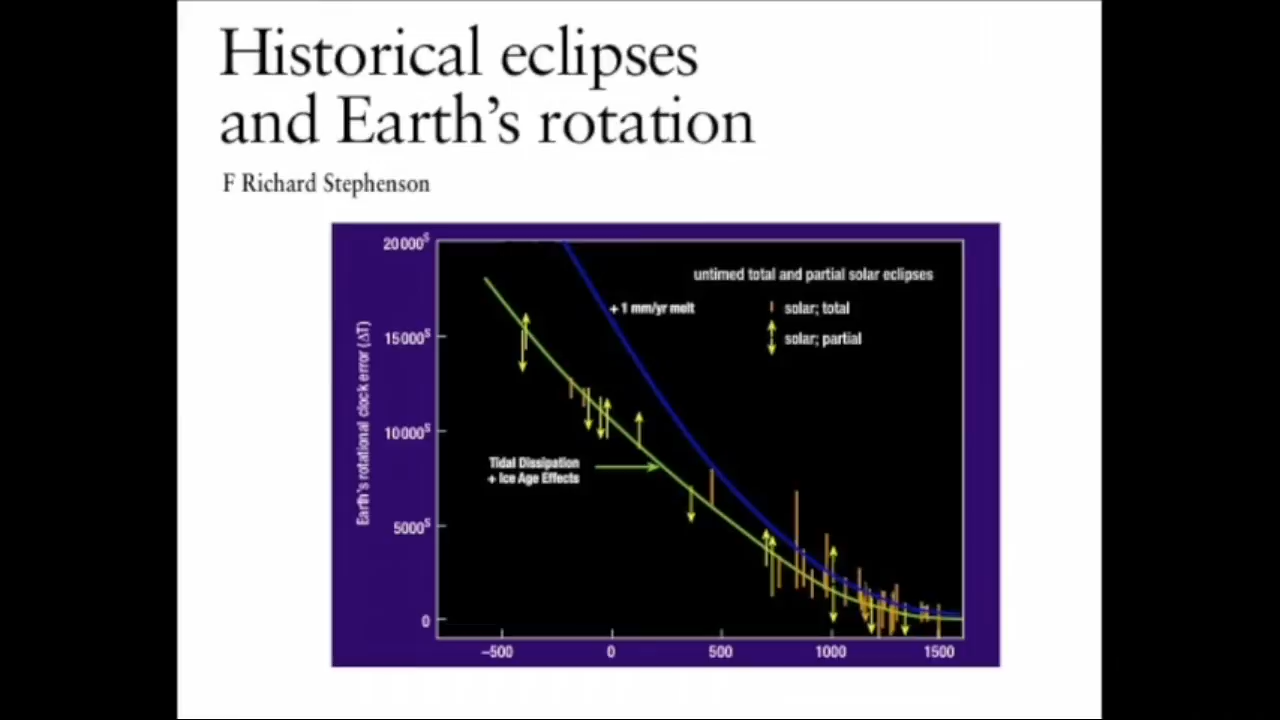 Historical eclipses
and Earth's rotation
F Richard Stephenson
20000ˢ
untimed total and partial solar eclipses
+ 1 mm/yr melt
solar; total
15000ˢ
solar; partial
Earth's rotational clock error (ΔT)
10000ˢ
Tidal Dissipation
+ Ice Age Effects
5000ˢ
0
−500 0 500 1000 1500